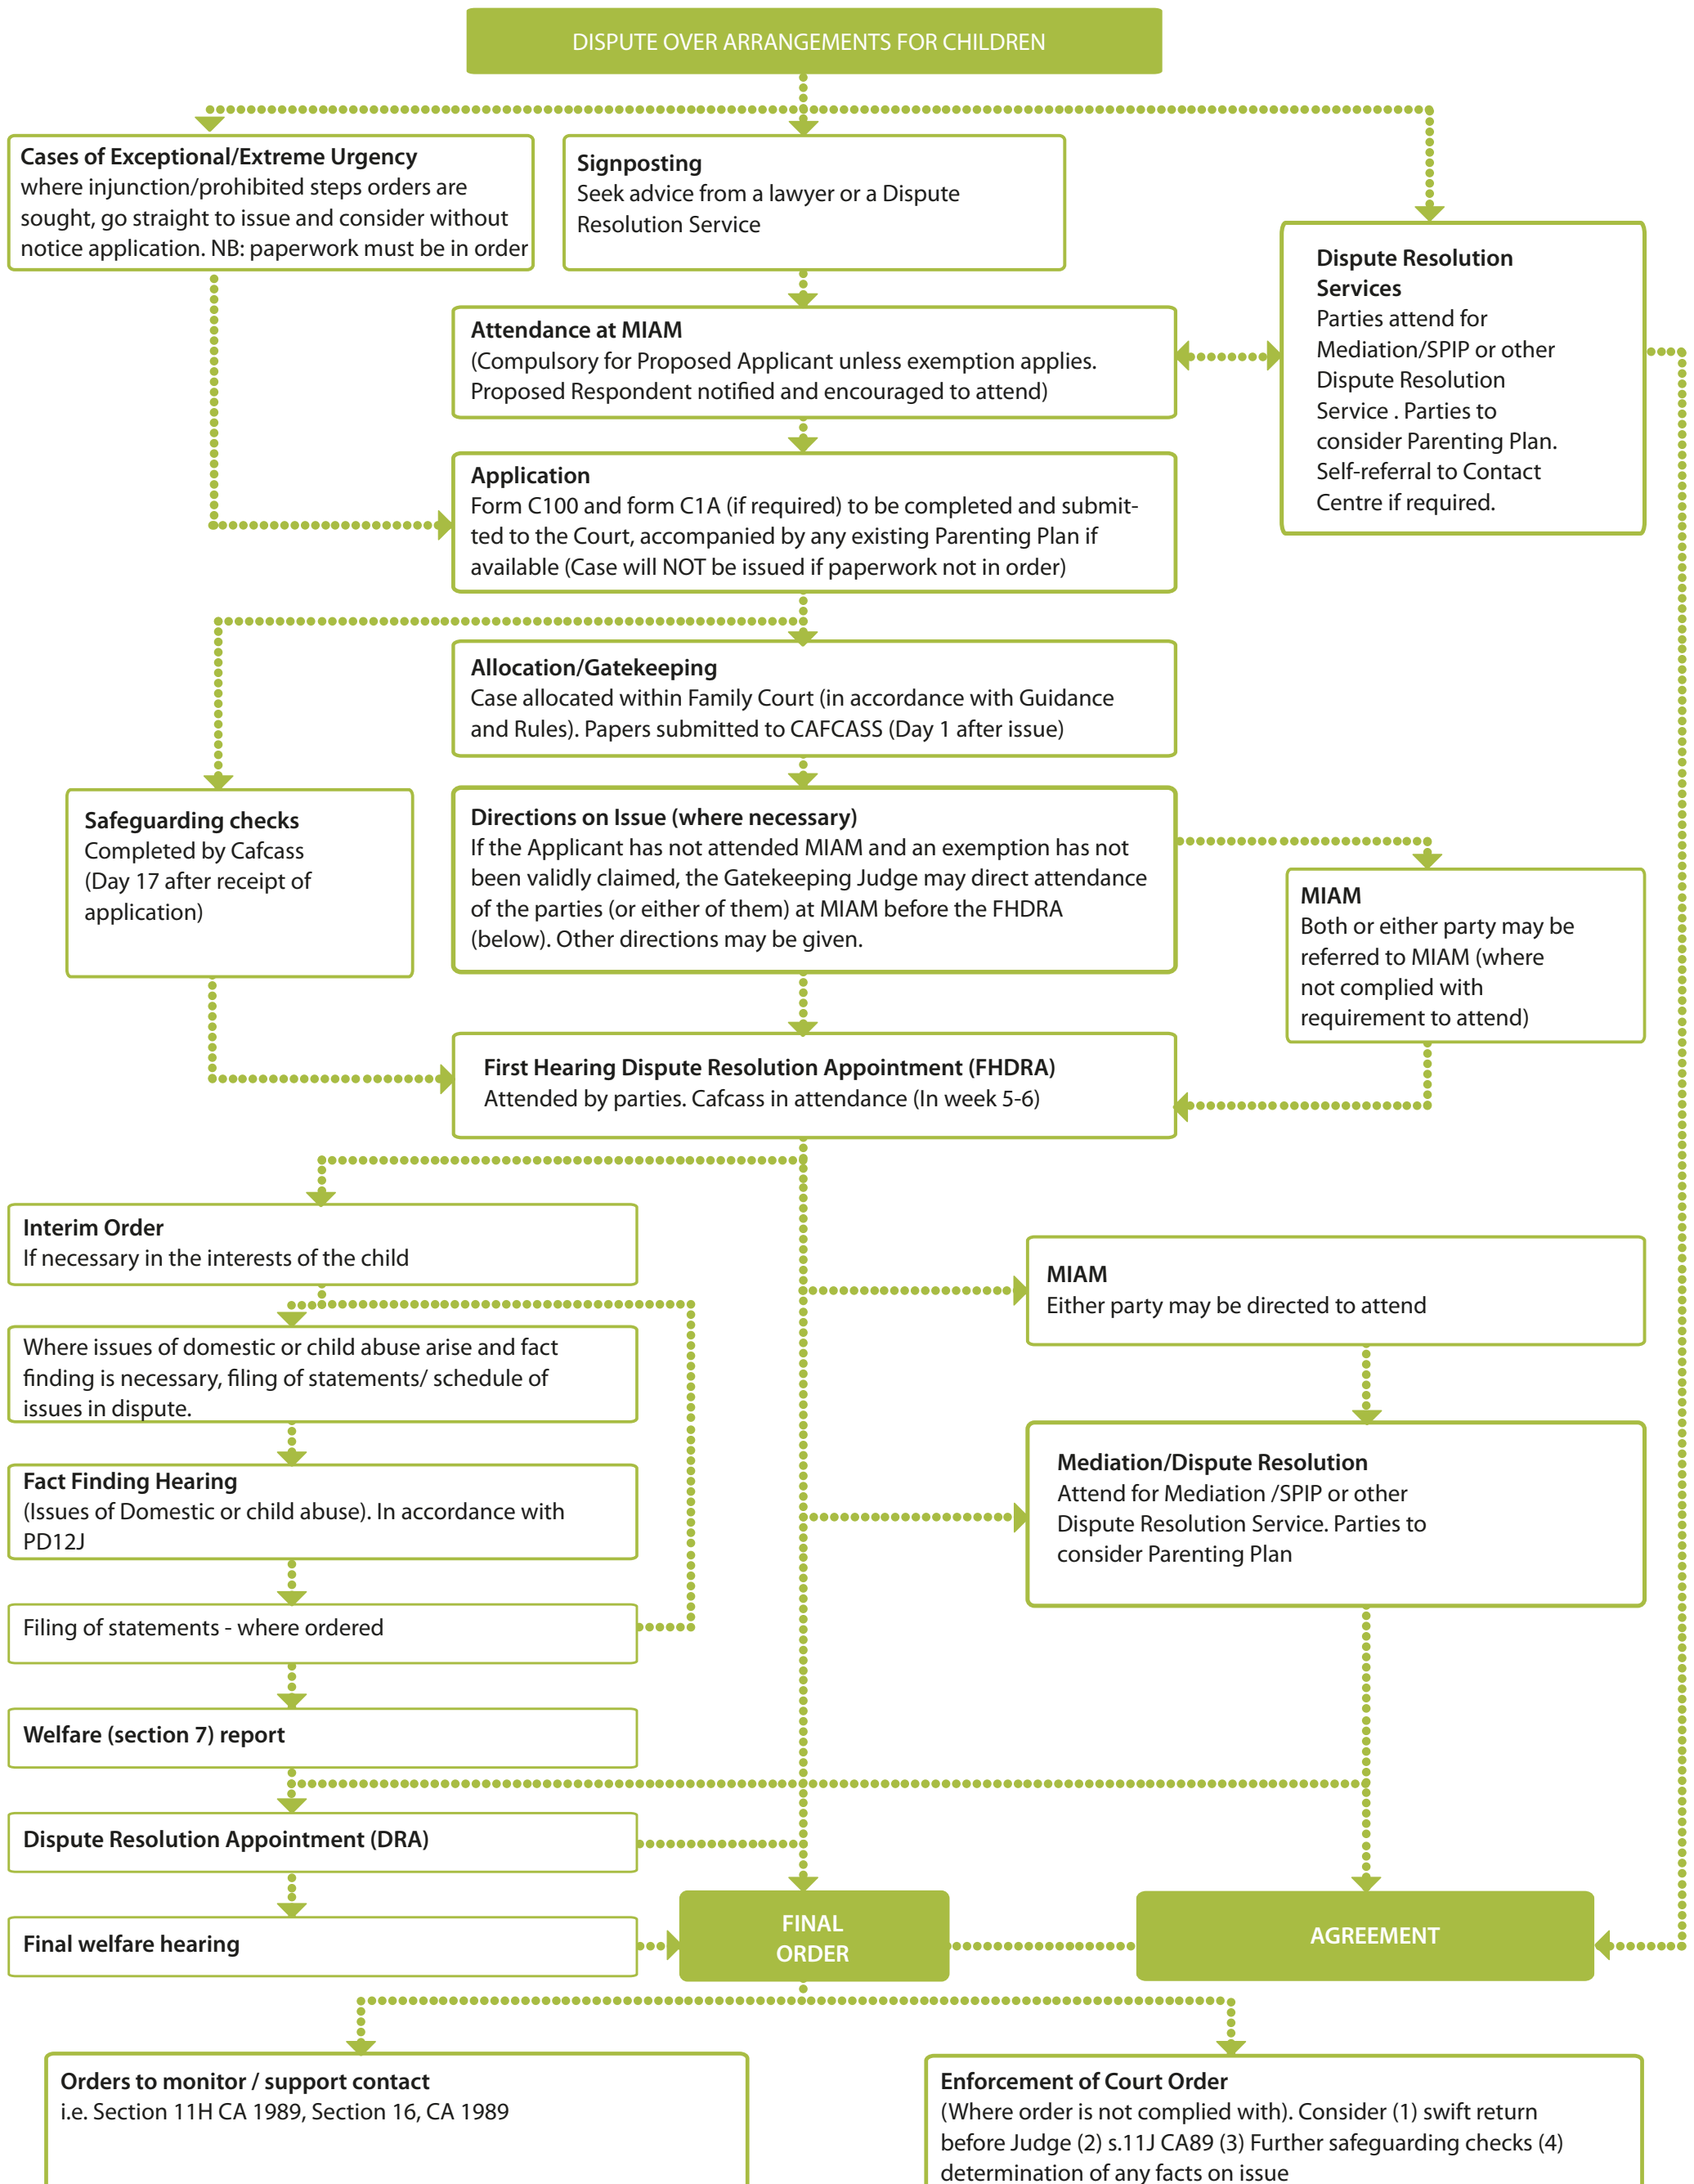 DISPUTE OVER ARRANGEMENTS FOR CHILDREN
Cases of Exceptional/Extreme Urgency
where injunction/prohibited steps orders are
sought, go straight to issue and consider without
notice application. NB: paperwork must be in order
Signposting
Seek advice from a lawyer or a Dispute
Resolution Service
Dispute Resolution
Services
Parties attend for
Mediation/SPIP or other
Dispute Resolution
Service . Parties to
consider Parenting Plan.
Self-referral to Contact
Centre if required.
Attendance at MIAM
(Compulsory for Proposed Applicant unless exemption applies.
Proposed Respondent notified and encouraged to attend)
Application
Form C100 and form C1A (if required) to be completed and submit-
ted to the Court, accompanied by any existing Parenting Plan if
available (Case will NOT be issued if paperwork not in order)
Allocation/Gatekeeping
Case allocated within Family Court (in accordance with Guidance
and Rules). Papers submitted to CAFCASS (Day 1 after issue)
Safeguarding checks
Completed by Cafcass
(Day 17 after receipt of
application)
Directions on Issue (where necessary)
If the Applicant has not attended MIAM and an exemption has not
been validly claimed, the Gatekeeping Judge may direct attendance
of the parties (or either of them) at MIAM before the FHDRA
(below). Other directions may be given.
MIAM
Both or either party may be
referred to MIAM (where
not complied with
requirement to attend)
First Hearing Dispute Resolution Appointment (FHDRA)
Attended by parties. Cafcass in attendance (In week 5-6)
Interim Order
If necessary in the interests of the child
MIAM
Either party may be directed to attend
Where issues of domestic or child abuse arise and fact
finding is necessary, filing of statements/ schedule of
issues in dispute.
Fact Finding Hearing
(Issues of Domestic or child abuse). In accordance with
PD12J
Mediation/Dispute Resolution
Attend for Mediation /SPIP or other
Dispute Resolution Service. Parties to
consider Parenting Plan
Filing of statements - where ordered
Welfare (section 7) report
Dispute Resolution Appointment (DRA)
Final welfare hearing
FINAL
ORDER
AGREEMENT
Orders to monitor / support contact
i.e. Section 11H CA 1989, Section 16, CA 1989
Enforcement of Court Order
(Where order is not complied with). Consider (1) swift return
before Judge (2) s.11J CA89 (3) Further safeguarding checks (4)
determination of any facts on issue